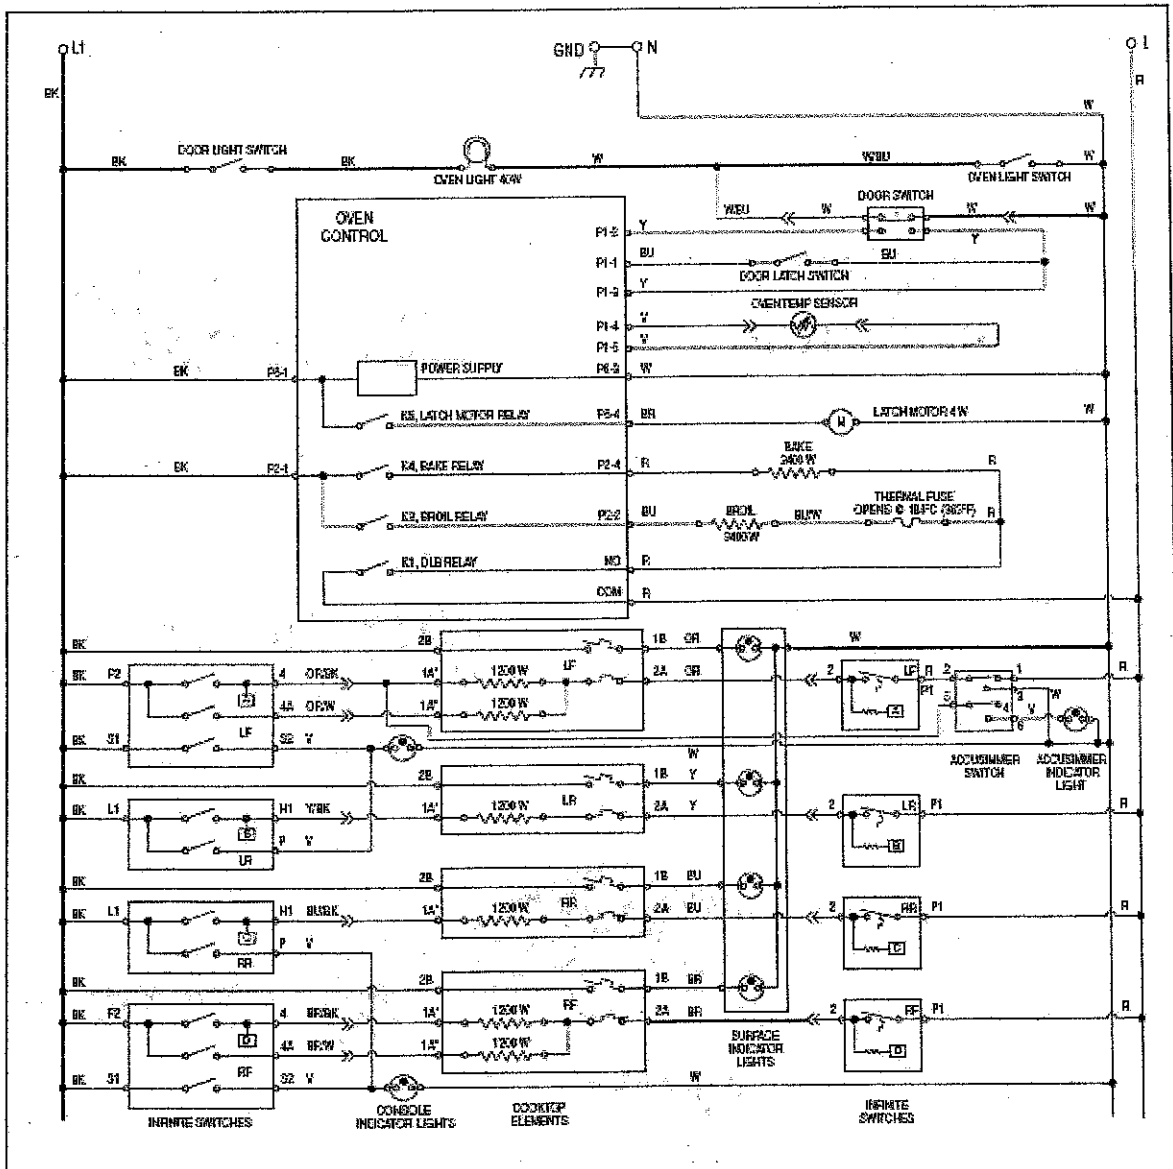 L1 GND N L
BK W R
DOOR LIGHT SWITCH
BK BK W W/BU W
OVEN LIGHT 40W OVEN LIGHT SWITCH
DOOR SWITCH
OVEN
CONTROL
W/BU W W W
P1-2 Y Y
P1-1 BU BU
DOOR LATCH SWITCH
P1-3 Y
OVEN TEMP SENSOR
P1-4 V
P1-5 V
BK P5-1 POWER SUPPLY W
K5, LATCH MOTOR RELAY P5-4 BR LATCH MOTOR 4 W W
M
BAKE
3400 W
BK P2-1 K4, BAKE RELAY P2-4 R R
THERMAL FUSE
BROIL RELAY P2-2 BU BROIL BU/W R
3400 W
K1, DLB RELAY NO R
COM R
BK 2B 1B OR W
BK P2 4 OR/BK 1A* 1200 W LF 2A OR 2 LF R P1 2 1 R
4A OR/W 1A* 1200 W A 3 W
LF 4 V 6
BK S1 S2 V W
ACCUSIMMER
SWITCH
ACCUSIMMER
INDICATOR
LIGHT
BK 2B 1B Y
BK L1 H1 Y/BK 1A* 1200 W LR 2A Y 2 LR P1 R
B P V B
LR
BK 2B 1B BU
BK L1 H1 BU/BK 1A* 1200 W RR 2A BU 2 RR P1 R
C P V C
RR
BK 2B 1B BR
BK P2 4 BR/BK 1A* 1200 W RF 2A BR 2 RF P1 R
D 4A BR/W 1A* 1200 W D
RF
BK S1 S2 V W
SURFACE
INDICATOR
LIGHTS
INFINITE SWITCHES
CONSOLE
INDICATOR LIGHTS
COOKTOP
ELEMENTS
INFINITE
SWITCHES